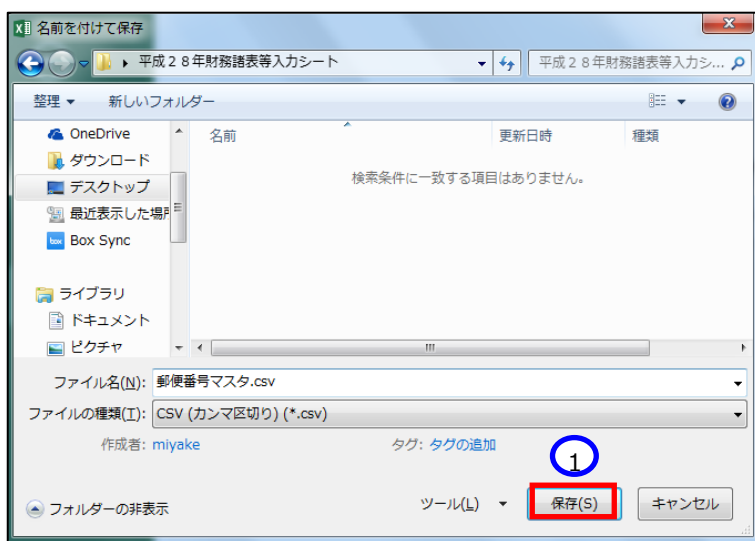 名前を付けて保存
平成２８年財務諸表等入力シート
平成２８年財務諸表等入力シ...
整理 新しいフォルダー
名前 更新日時 種類
検索条件に一致する項目はありません。
OneDrive
ダウンロード
デスクトップ
最近表示した場所
box Box Sync
ライブラリ
ドキュメント
ピクチャ
ファイル名(N): 郵便番号マスタ.csv
ファイルの種類(T): CSV (カンマ区切り) (*.csv)
作成者: miyake タグ: タグの追加
1
フォルダーの非表示 ツール(L) 保存(S) キャンセル